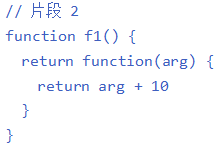 // 片段 2
function f1() {
  return function(arg) {
    return arg + 10
  }
}